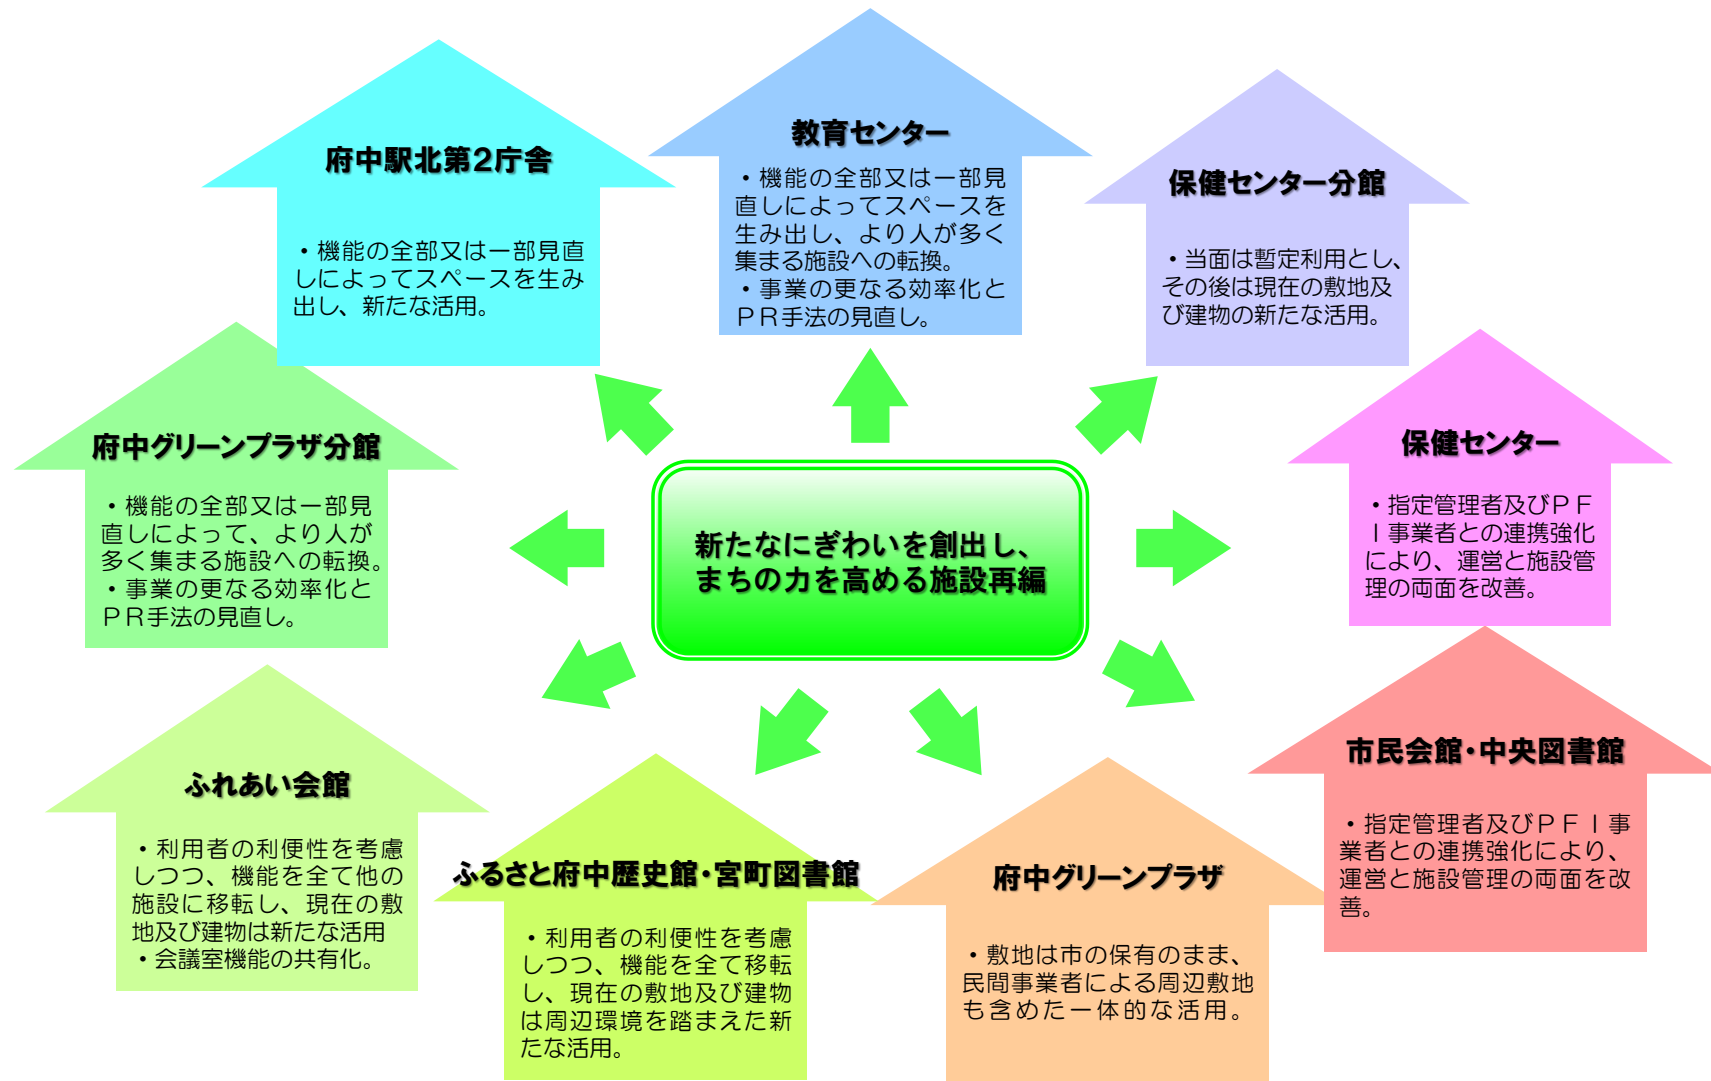 教育センター
・機能の全部又は一部見
直しによってスペースを
生み出し、より人が多く
集まる施設への転換。
・事業の更なる効率化と
ＰＲ手法の見直し。
府中駅北第２庁舎
・機能の全部又は一部見直
しによってスペースを生み
出し、新たな活用。
保健センター分館
・当面は暫定利用とし、
その後は現在の敷地及
び建物の新たな活用。
府中グリーンプラザ分館
・機能の全部又は一部見
直しによって、より人が
多く集まる施設への転換。
・事業の更なる効率化と
ＰＲ手法の見直し。
新たなにぎわいを創出し、
まちの力を高める施設再編
保健センター
・指定管理者及びＰＦ
Ｉ事業者との連携強化
により、運営と施設管
理の両面を改善。
ふれあい会館
・利用者の利便性を考慮
しつつ、機能を全て他の
施設に移転し、現在の敷
地及び建物は新たな活用
・会議室機能の共有化。
ふるさと府中歴史館・宮町図書館
・利用者の利便性を考慮
しつつ、機能を全て移転
し、現在の敷地及び建物
は周辺環境を踏まえた新
たな活用。
府中グリーンプラザ
・敷地は市の保有のまま、
民間事業者による周辺敷地
も含めた一体的な活用。
市民会館・中央図書館
・指定管理者及びＰＦＩ事
業者との連携強化により、
運営と施設管理の両面を改
善。